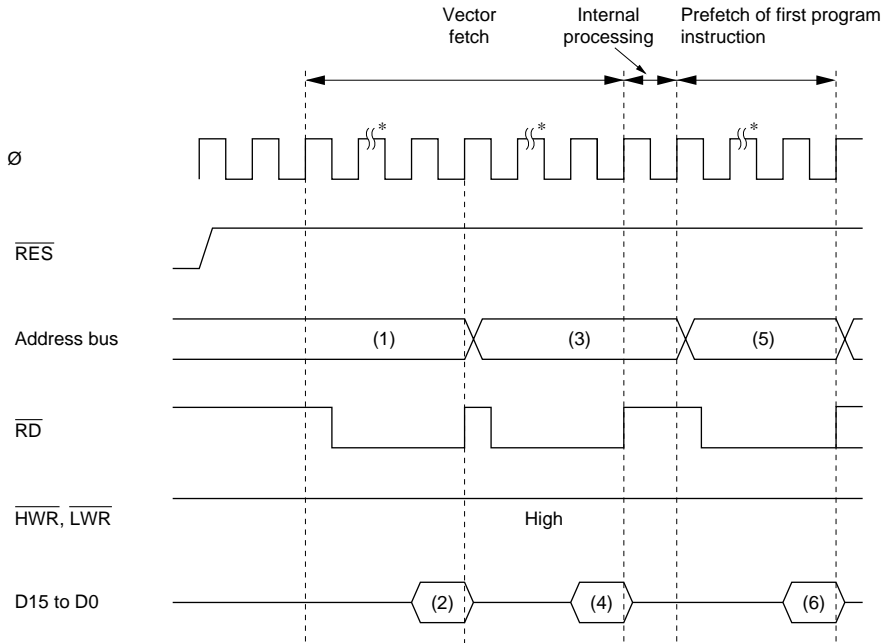 Vector
fetch
Internal
processing
Prefetch of first program
instruction
*
*
*
ø
RES
Address bus
(1)
(3)
(5)
RD
HWR, LWR
High
D15 to D0
(2)
(4)
(6)